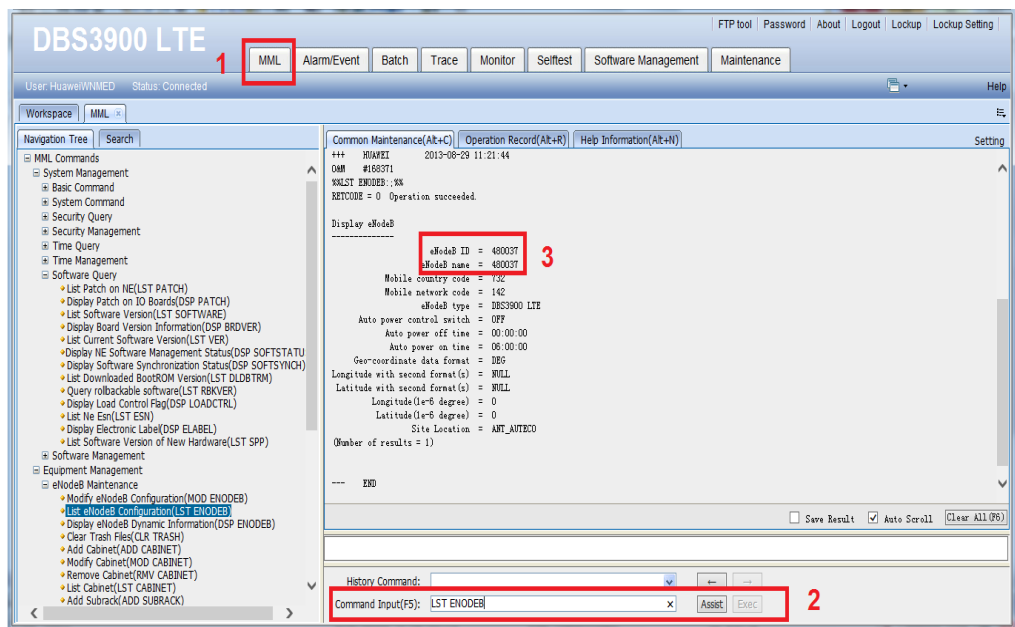 FTP tool Password About Logout Lockup Lockup Setting
DBS3900 LTE
1 MML Alarm/Event Batch Trace Monitor Selftest Software Management Maintenance
User: HuaweiWNMED Status: Connected Help
Workspace MML
Navigation Tree Search
MML Commands
System Management
Basic Command
System Command
Security Query
Security Management
Time Query
Time Management
Software Query
List Patch on NE(LST PATCH)
Display Patch on IO Boards(DSP PATCH)
List Software Version(LST SOFTWARE)
Display Board Version Information(DSP BRDVER)
List Current Software Version(LST VER)
Display NE Software Management Status(DSP SOFTSTATU
Display Software Synchronization Status(DSP SOFTSYNCH)
List Downloaded BootROM Version(LST DLDBTRM)
Query rollbackable software(LST RBKVER)
Display Load Control Flag(DSP LOADCTRL)
List Ne Esn(LST ESN)
Display Electronic Label(DSP ELABEL)
List Software Version of New Hardware(LST SPP)
Software Management
Equipment Management
eNodeB Maintenance
Modify eNodeB Configuration(MOD ENODEB)
List eNodeB Configuration(LST ENODEB)
Display eNodeB Dynamic Information(DSP ENODEB)
Clear Trash Files(CLR TRASH)
Add Cabinet(ADD CABINET)
Modify Cabinet(MOD CABINET)
Remove Cabinet(RMV CABINET)
List Cabinet(LST CABINET)
Add Subrack(ADD SUBRACK)
Common Maintenance(Alt+C) Operation Record(Alt+R) Help Information(Alt+N) Setting
+++ HUAWEI 2013-08-29 11:21:44
O&M #168371
%%LST ENODEB:;%%
RETCODE = 0 Operation succeeded.
Display eNodeB
--------------
eNodeB ID = 480037
eNodeB name = 480037
3
Mobile country code = 732
Mobile network code = 142
eNodeB type = DBS3900 LTE
Auto power control switch = OFF
Auto power off time = 00:00:00
Auto power on time = 06:00:00
Geo-coordinate data format = DEG
Longitude with second format(s) = NULL
Latitude with second format(s) = NULL
Longitude(1e-6 degree) = 0
Latitude(1e-6 degree) = 0
Site Location = ANT_AUTECO
(Number of results = 1)
--- END
Save Result Auto Scroll Clear All(F6)
History Command:
Command Input(F5): LST ENODEB x Assist Exec 2